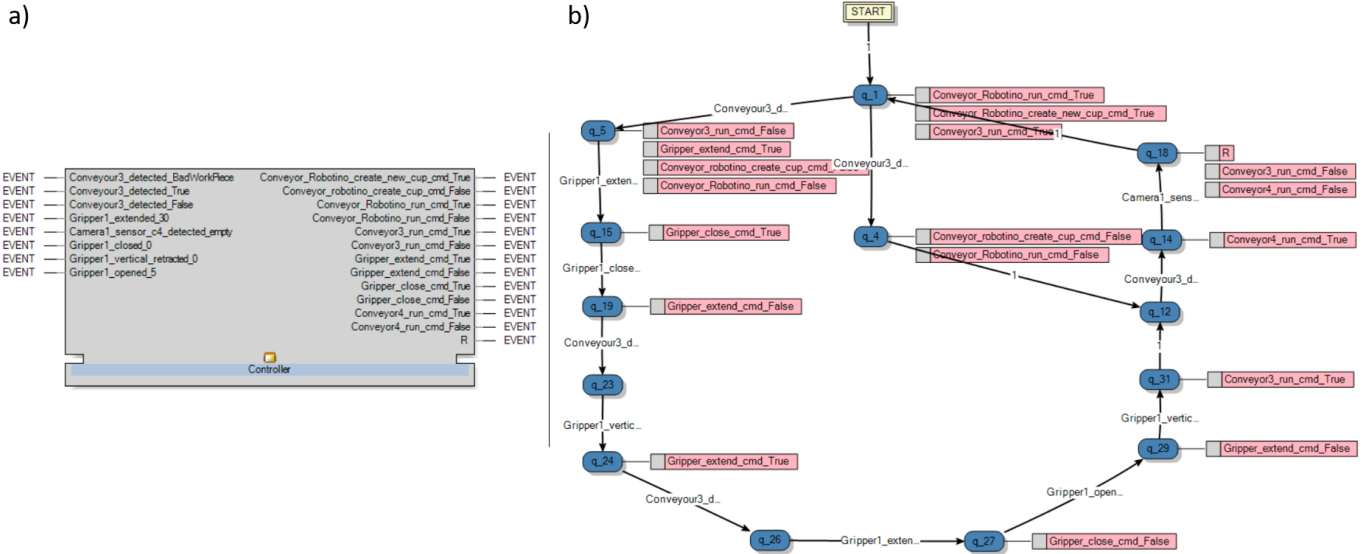 a)
EVENT Conveyour3_detected_BadWorkPiece Conveyor_Robotino_create_new_cup_cmd_True EVENT
EVENT Conveyour3_detected_True Conveyor_robotino_create_cup_cmd_False EVENT
EVENT Conveyour3_detected_False Conveyor_Robotino_run_cmd_True EVENT
EVENT Gripper1_extended_30 Conveyor_Robotino_run_cmd_False EVENT
EVENT Camera1_sensor_c4_detected_empty Conveyor3_run_cmd_True EVENT
EVENT Gripper1_closed_0 Conveyor3_run_cmd_False EVENT
EVENT Gripper1_vertical_retracted_0 Gripper_extend_cmd_True EVENT
EVENT Gripper1_opened_5 Gripper_extend_cmd_False EVENT
Gripper_close_cmd_True EVENT
Gripper_close_cmd_False EVENT
Conveyor4_run_cmd_True EVENT
Conveyor4_run_cmd_False EVENT
R EVENT
Controller
b)
START
1
q_1
Conveyor_Robotino_run_cmd_True
Conveyor_Robotino_create_new_cup_cmd_True
Conveyor3_run_cmd_True
1
Conveyour3_d...
q_5
Conveyor3_run_cmd_False
Gripper_extend_cmd_True
Conveyor_robotino_create_cup_cmd_
Conveyor_Robotino_run_cmd_False
Conveyour3_d...
q_18
R
Conveyor3_run_cmd_False
Conveyor4_run_cmd_False
Gripper1_exten...
Camera1_sens...
q_15
Gripper_close_cmd_True
q_4
Conveyor_robotino_create_cup_cmd_False
Conveyor_Robotino_run_cmd_False
q_14
Conveyor4_run_cmd_True
Gripper1_close...
1
Conveyour3_d...
q_19
Gripper_extend_cmd_False
q_12
Conveyour3_d...
1
q_23
q_31
Conveyor3_run_cmd_True
Gripper1_vertic...
Gripper1_vertic...
q_24
Gripper_extend_cmd_True
q_29
Gripper_extend_cmd_False
Conveyour3_d...
Gripper1_open...
q_26
Gripper1_exten...
q_27
Gripper_close_cmd_False